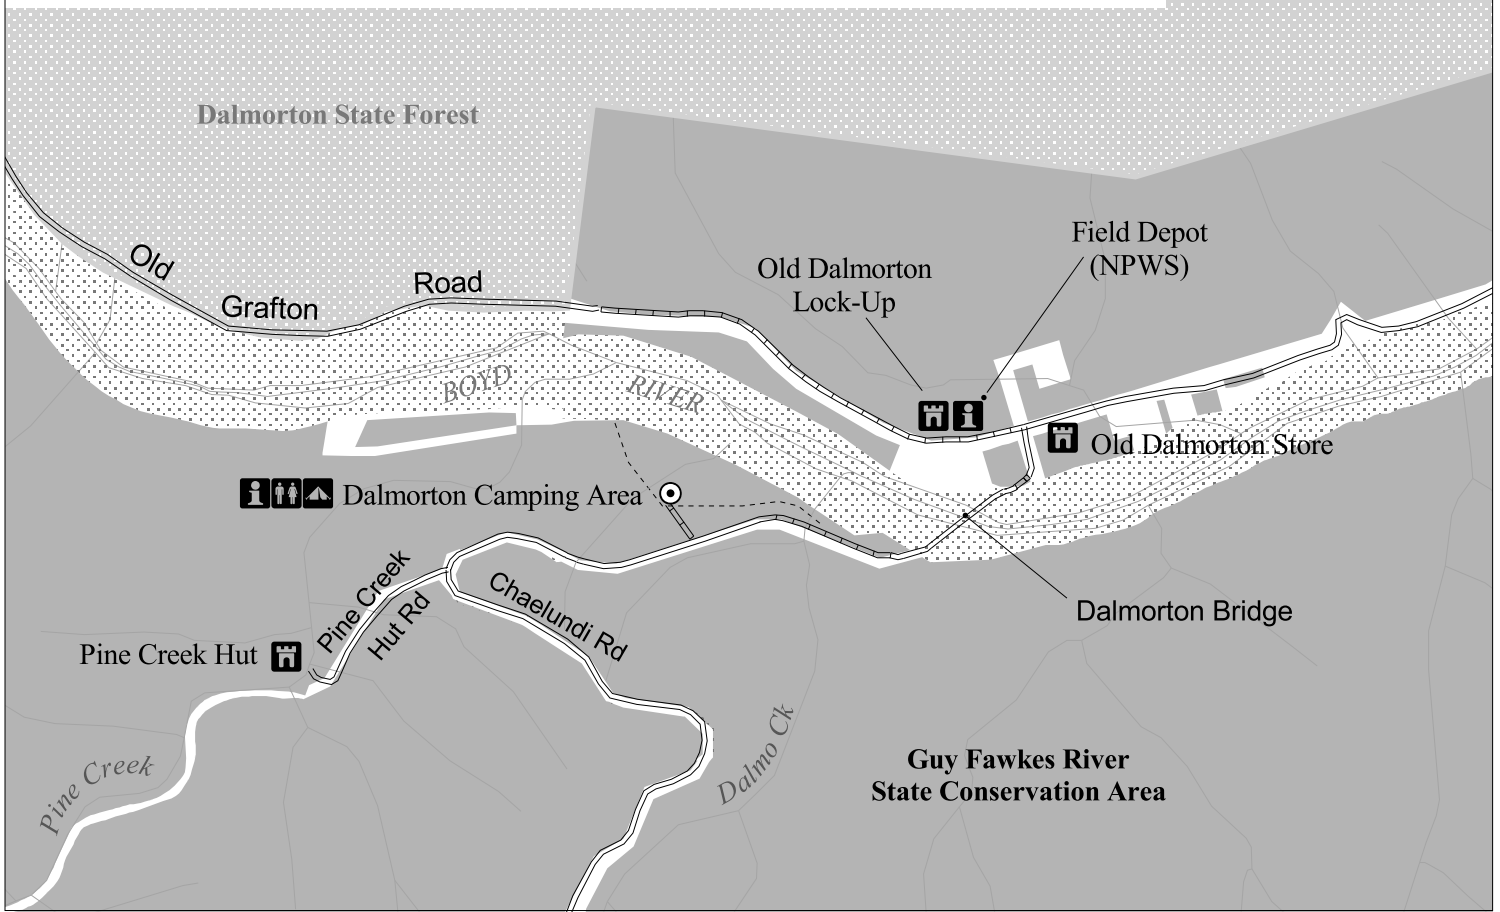 Dalmorton State Forest
Old
Grafton
Road
Field Depot
(NPWS)
Old Dalmorton
Lock-Up
BOYD
RIVER
Old Dalmorton Store
Dalmorton Camping Area
Pine Creek
Hut Rd
Chaelundi Rd
Dalmorton Bridge
Pine Creek Hut
Dalmo Ck
Pine Creek
Guy Fawkes River
State Conservation Area